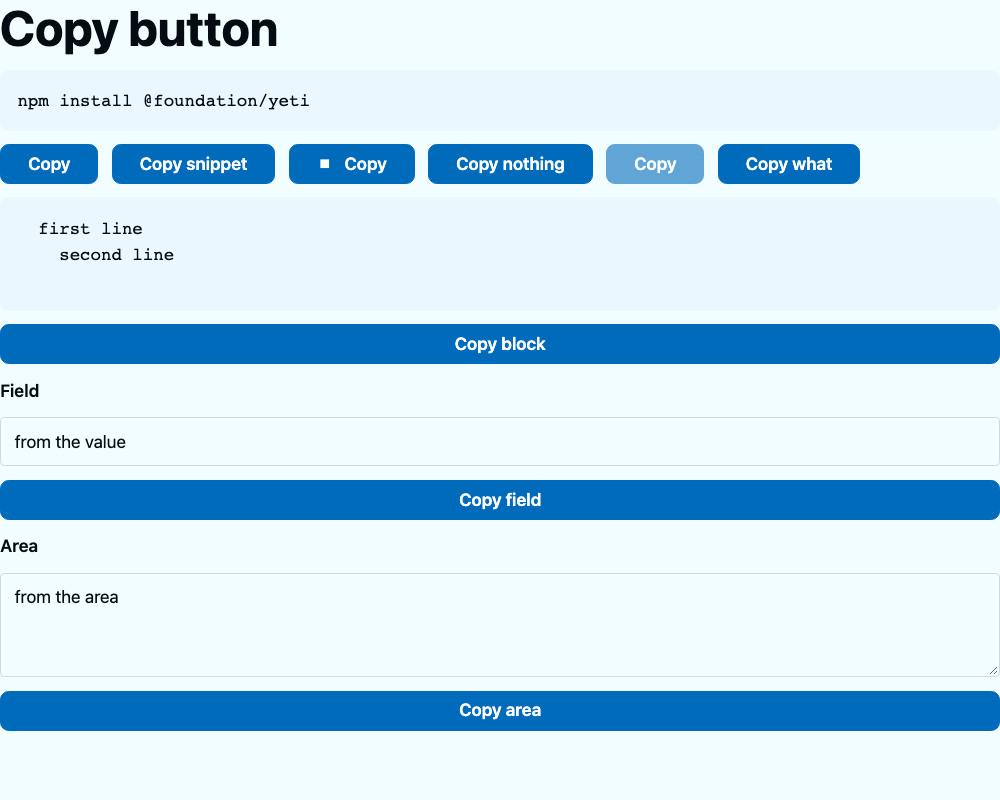 Copy button
npm install @foundation/yeti
Copy
Copy snippet
Copy
Copy nothing
Copy
Copy what
first line
second line
Copy block
Field
from the value
Copy field
Area
from the area
Copy area